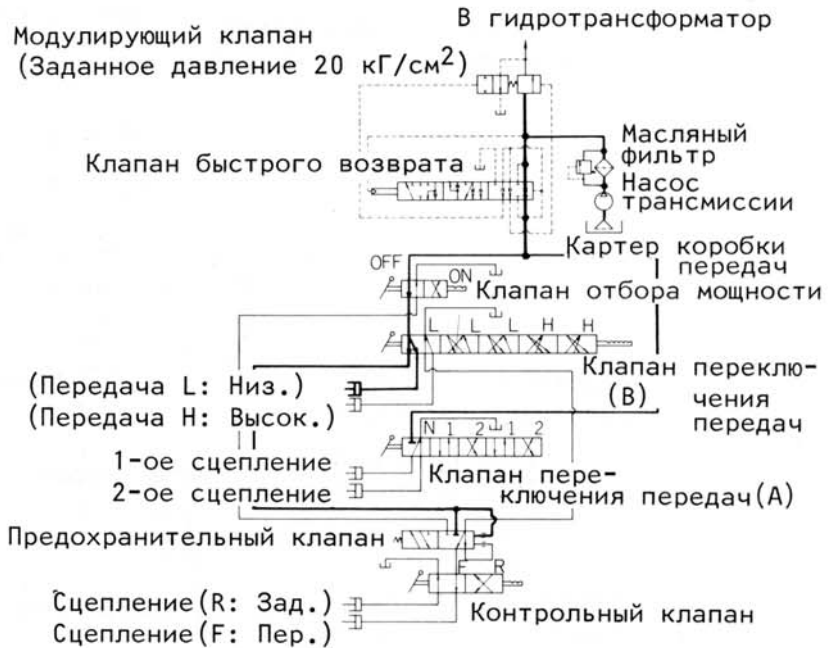 В гидротрансформатор
Модулирующий клапан
(Заданное давление 20 кГ/см²)
Масляный
фильтр
Клапан быстрого возврата
Насос
трансмиссии
Картер коробки
передач
OFF
ON
Клапан отбора мощности
L L L H H
Клапан переклю-
(В)
чения
передач
(Передача L: Низ.)
(Передача H: Высок.)
N 1 2 1 2
1-ое сцепление
2-ое сцепление
Клапан пере-
ключения передач(А)
Предохранительный клапан
F R
Сцепление(R: Зад.)
Сцепление(F: Пер.)
Контрольный клапан